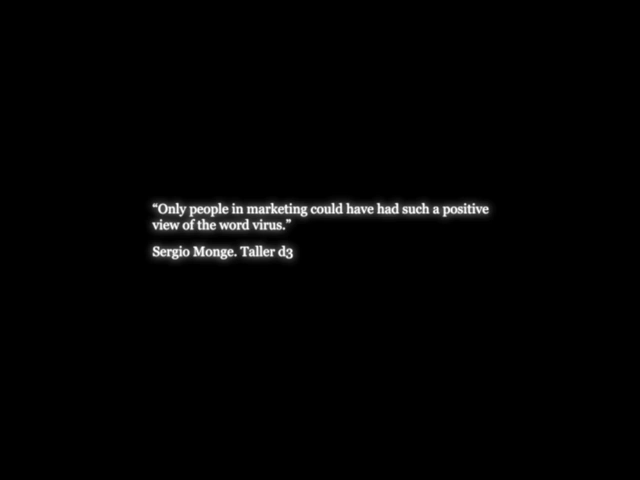 “Only people in marketing could have had such a positive
view of the word virus.”
Sergio Monge. Taller d3